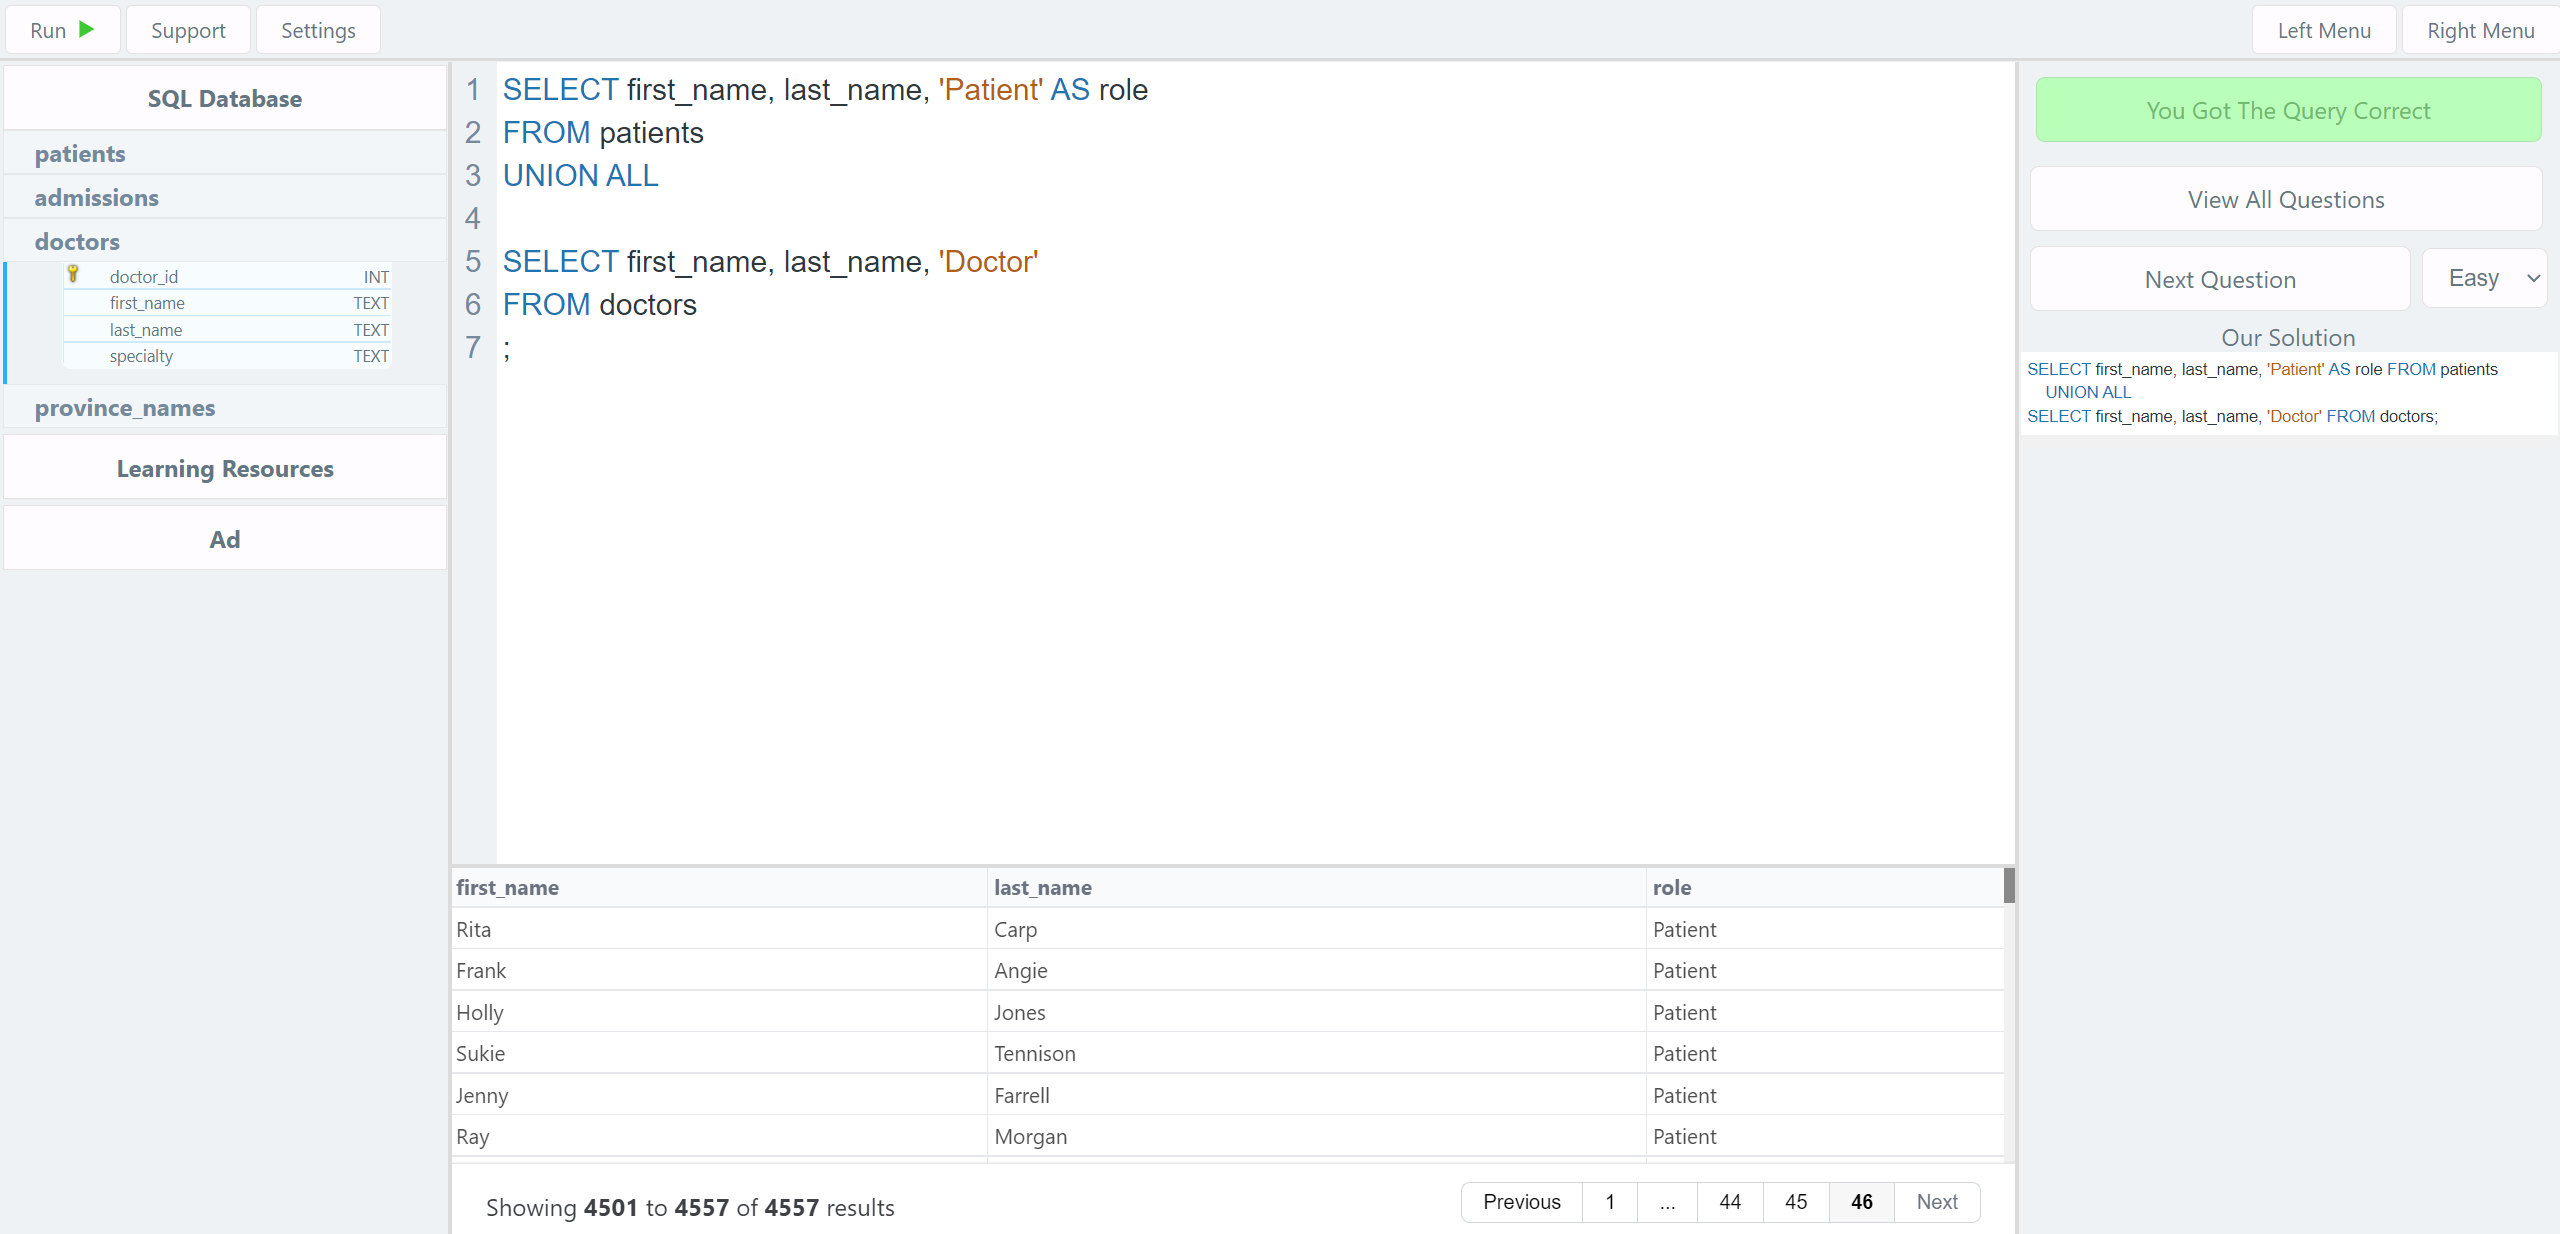 Run
Support
Settings
Left Menu
Right Menu
SQL Database
patients
admissions
doctors
doctor_id INT
first_name TEXT
last_name TEXT
specialty TEXT
province_names
Learning Resources
Ad
1 SELECT first_name, last_name, 'Patient' AS role
2 FROM patients
3 UNION ALL
4
5 SELECT first_name, last_name, 'Doctor'
6 FROM doctors
7 ;
first_name last_name role
Rita Carp Patient
Frank Angie Patient
Holly Jones Patient
Sukie Tennison Patient
Jenny Farrell Patient
Ray Morgan Patient
Showing 4501 to 4557 of 4557 results
Previous 1 ... 44 45 46 Next
You Got The Query Correct
View All Questions
Next Question
Easy
Our Solution
SELECT first_name, last_name, 'Patient' AS role FROM patients
UNION ALL
SELECT first_name, last_name, 'Doctor' FROM doctors;